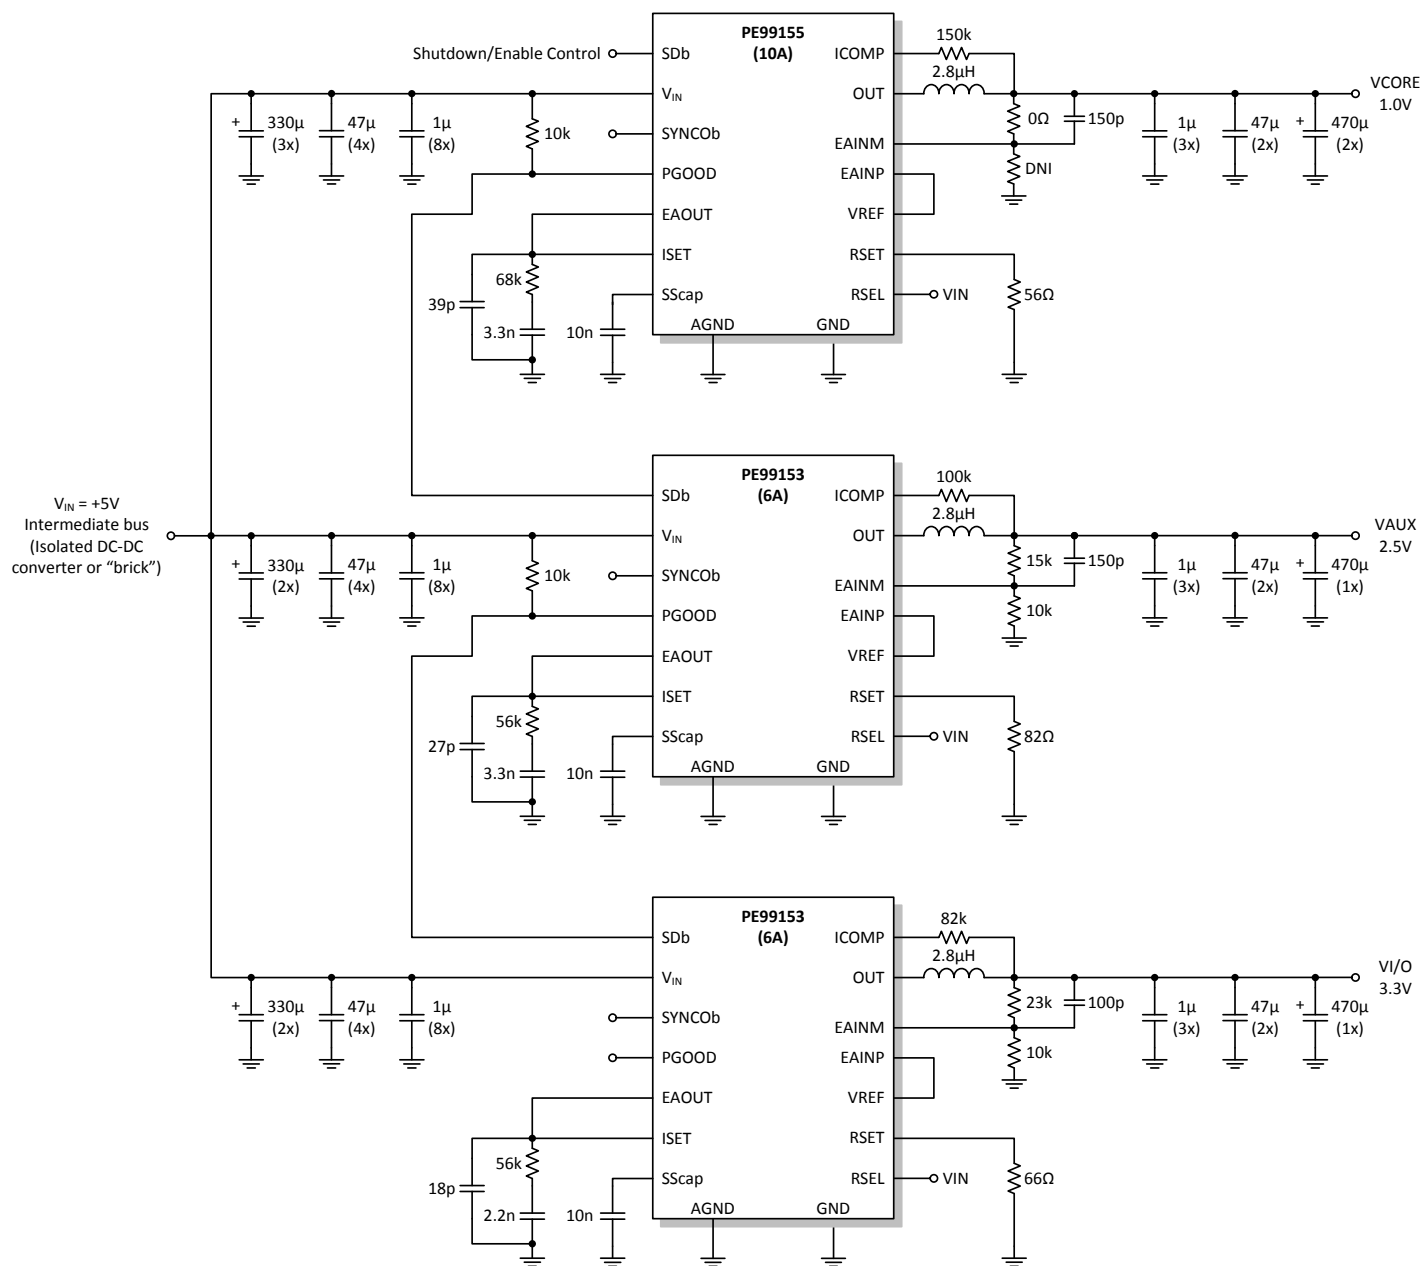 PE99155
(10A)
Shutdown/Enable Control
SDb
VIN
SYNCOb
PGOOD
EAOUT
ISET
SScap
AGND
GND
ICOMP
OUT
EAINM
EAINP
VREF
RSET
RSEL
VIN
150k
2.8µH
0Ω
150p
DNI
56Ω
+
330µ
(3x)
47µ
(4x)
1µ
(8x)
10k
39p
68k
3.3n
10n
1µ
(3x)
47µ
(2x)
+
470µ
(2x)
VCORE
1.0V
VIN = +5V
Intermediate bus
(Isolated DC-DC
converter or “brick”)
PE99153
(6A)
SDb
VIN
SYNCOb
PGOOD
EAOUT
ISET
SScap
AGND
GND
ICOMP
OUT
EAINM
EAINP
VREF
RSET
RSEL
VIN
100k
2.8µH
15k
150p
10k
82Ω
+
330µ
(2x)
47µ
(4x)
1µ
(8x)
10k
27p
56k
3.3n
10n
1µ
(3x)
47µ
(2x)
+
470µ
(1x)
VAUX
2.5V
PE99153
(6A)
SDb
VIN
SYNCOb
PGOOD
EAOUT
ISET
SScap
AGND
GND
ICOMP
OUT
EAINM
EAINP
VREF
RSET
RSEL
VIN
82k
2.8µH
23k
100p
10k
66Ω
+
330µ
(2x)
47µ
(4x)
1µ
(8x)
18p
56k
2.2n
10n
1µ
(3x)
47µ
(2x)
+
470µ
(1x)
VI/O
3.3V